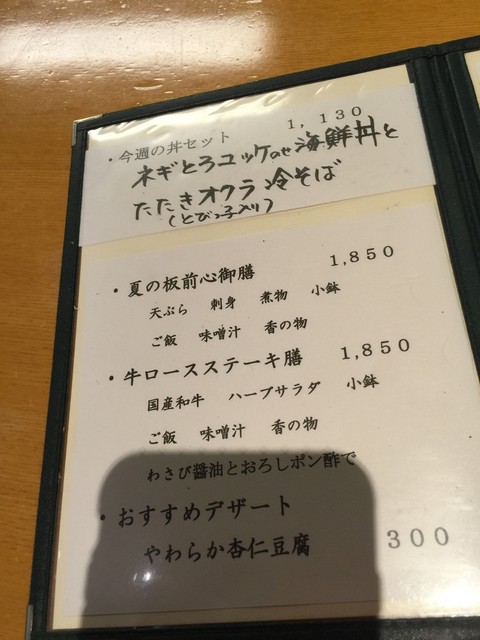 ・今週の丼セット 1,130
ネギとろユッケのせ海鮮丼と
たたきオクラ冷そば
(とびっ子入り)
・夏の板前心御膳 1,850
天ぷら 刺身 煮物 小鉢
ご飯 味噌汁 香の物
・牛ロースステーキ膳 1,850
国産和牛 ハーブサラダ 小鉢
ご飯 味噌汁 香の物
わさび醤油とおろしポン酢で
・おすすめデザート
やわらか杏仁豆腐 300